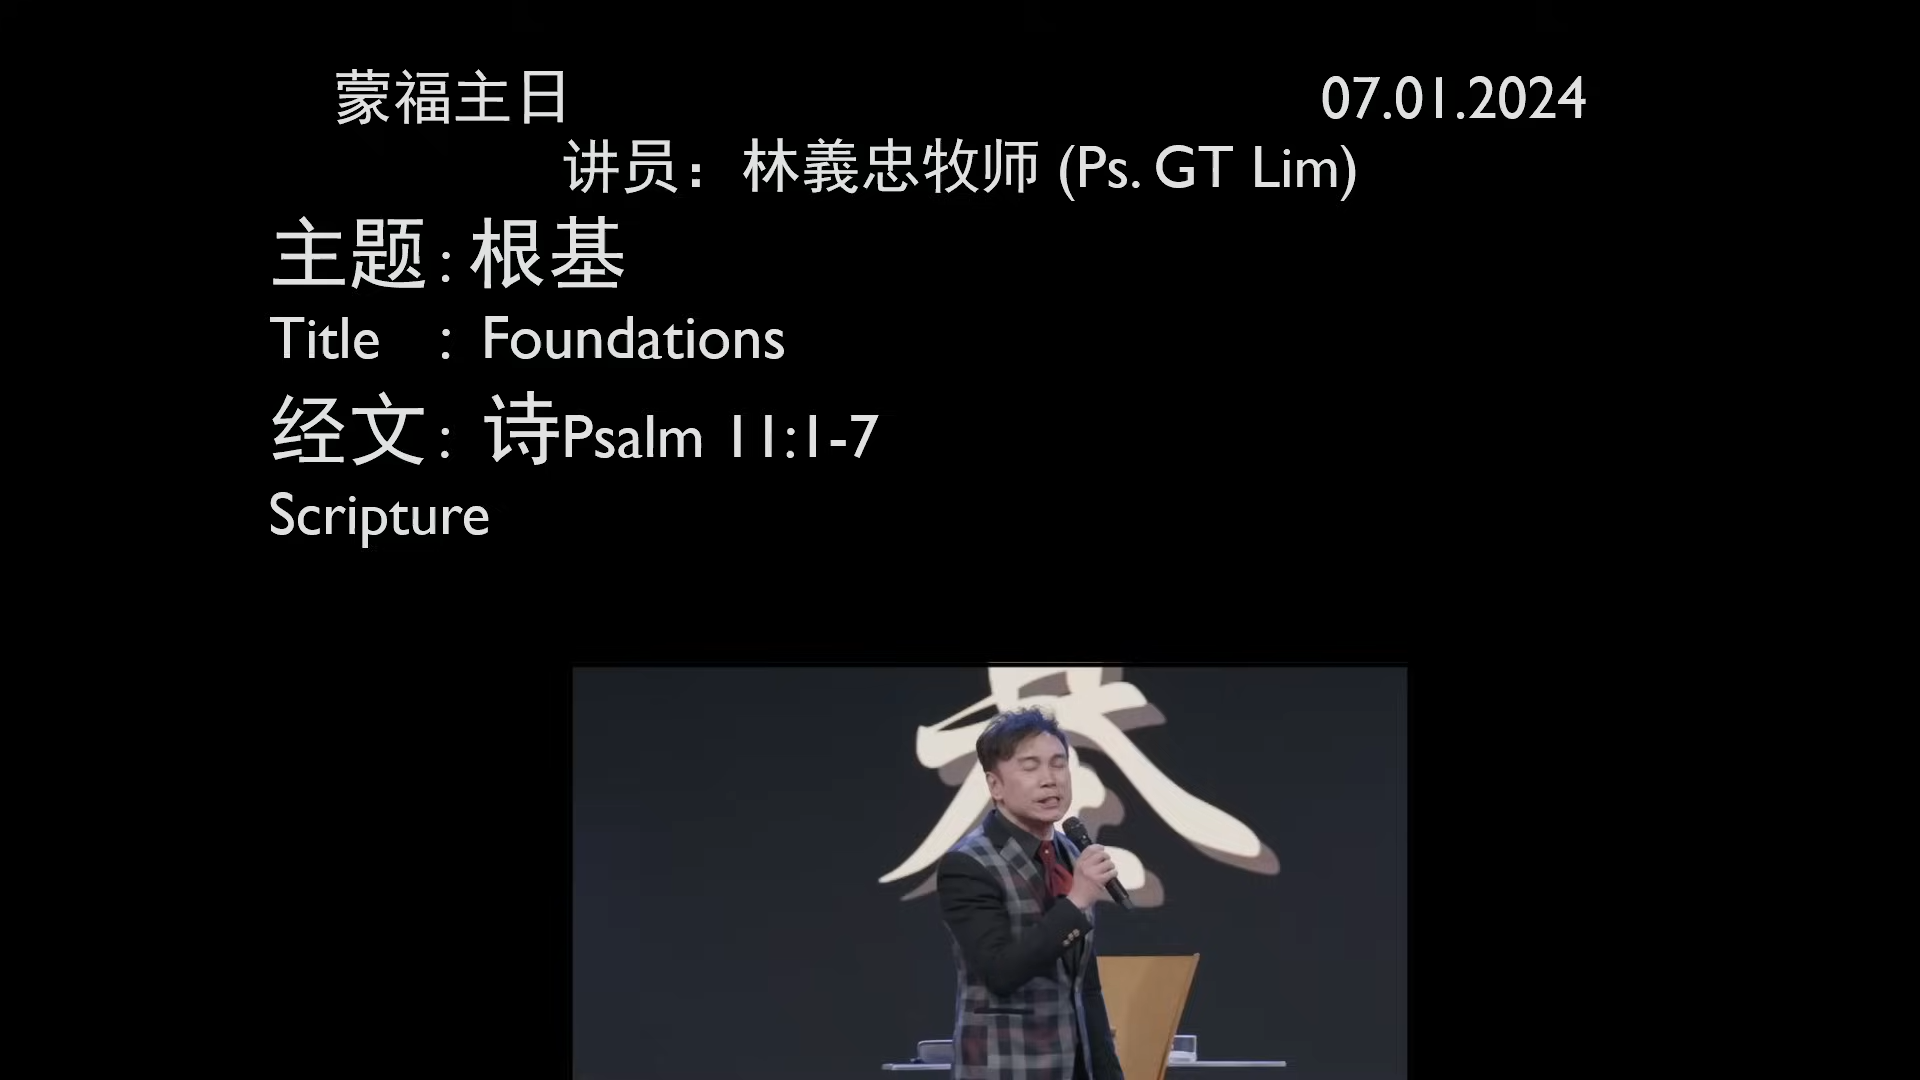 蒙福主日 07.01.2024
讲员：林義忠牧师 (Ps. GT Lim)
主题 : 根基
Title : Foundations
经文 : 诗Psalm 11:1-7
Scripture